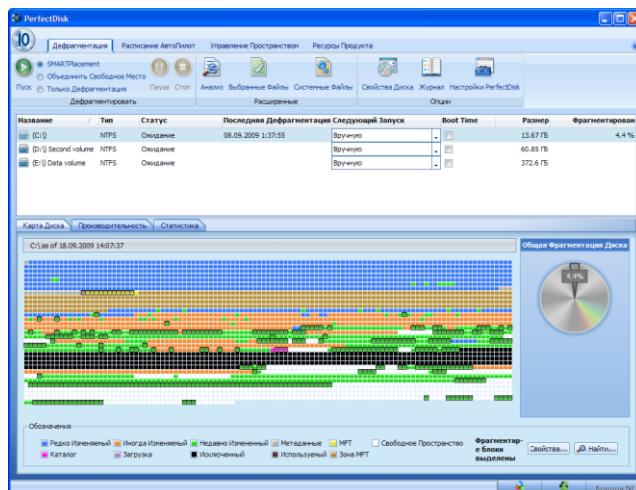 PerfectDisk
10
Дефрагментация Расписание АвтоПилот Управление Пространством Ресурсы Продукта
SMARTPlacement
Объединить Свободное Место
Только Дефрагментация
Пуск Пауза Стоп Анализ Выбранные Файлы Системные Файлы Свойства Диска Журнал Настройки PerfectDisk
Дефрагментировать Расширенные Опции
Название Тип Статус Последняя Дефрагментация Следующий Запуск Boot Time Размер Фрагментирован
(C:\) NTFS Ожидание 08.09.2009 1:37:55 Вручную 13.67 ГБ 4.4 %
(D:\) Second volume NTFS Ожидание Вручную 60.85 ГБ
(E:\) Data volume NTFS Ожидание Вручную 372.6 ГБ
Карта Диска Производительность Статистика
C:\ as of 18.09.2009 14:07:37
Общая Фрагментация Диска
4.4%
Обозначения
Редко Изменяемый Иногда Изменяемый Недавно Измененный Метаданные MFT Свободное Пространство
Каталог Загрузка Исключенный Используемый Зона MFT
Фрагментир-
е блоки
выделены
Свойства... Найти...